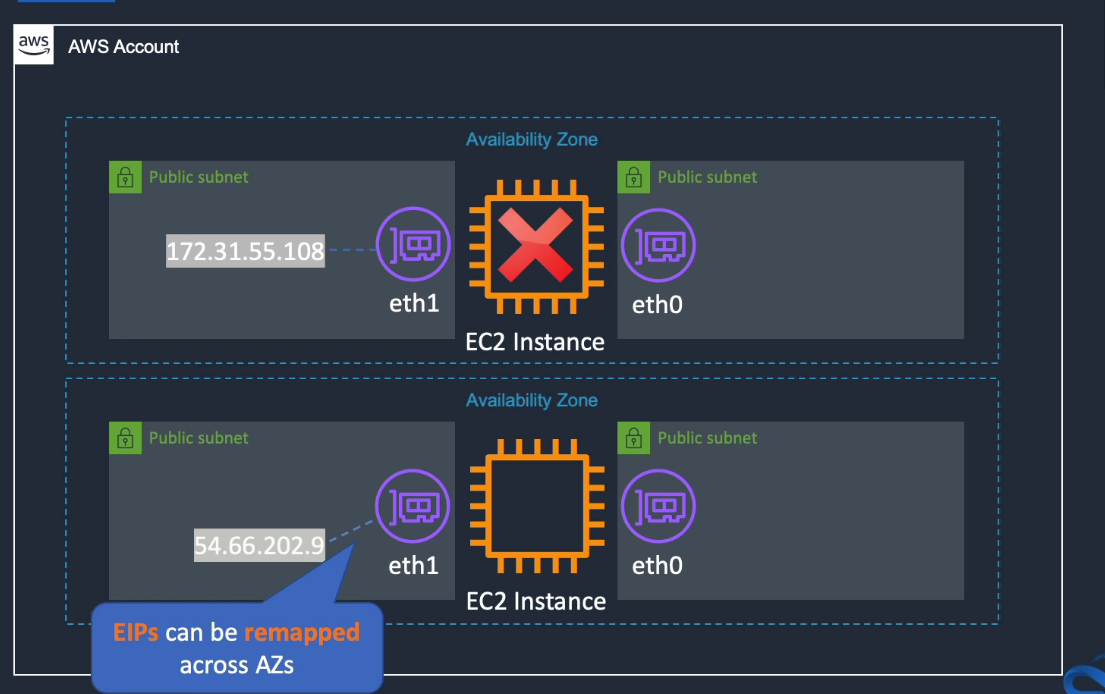 aws
AWS Account
Availability Zone
Public subnet
Public subnet
172.31.55.108
eth1
eth0
EC2 Instance
Availability Zone
Public subnet
Public subnet
54.66.202.9
eth1
eth0
EC2 Instance
EIPs can be remapped
across AZs